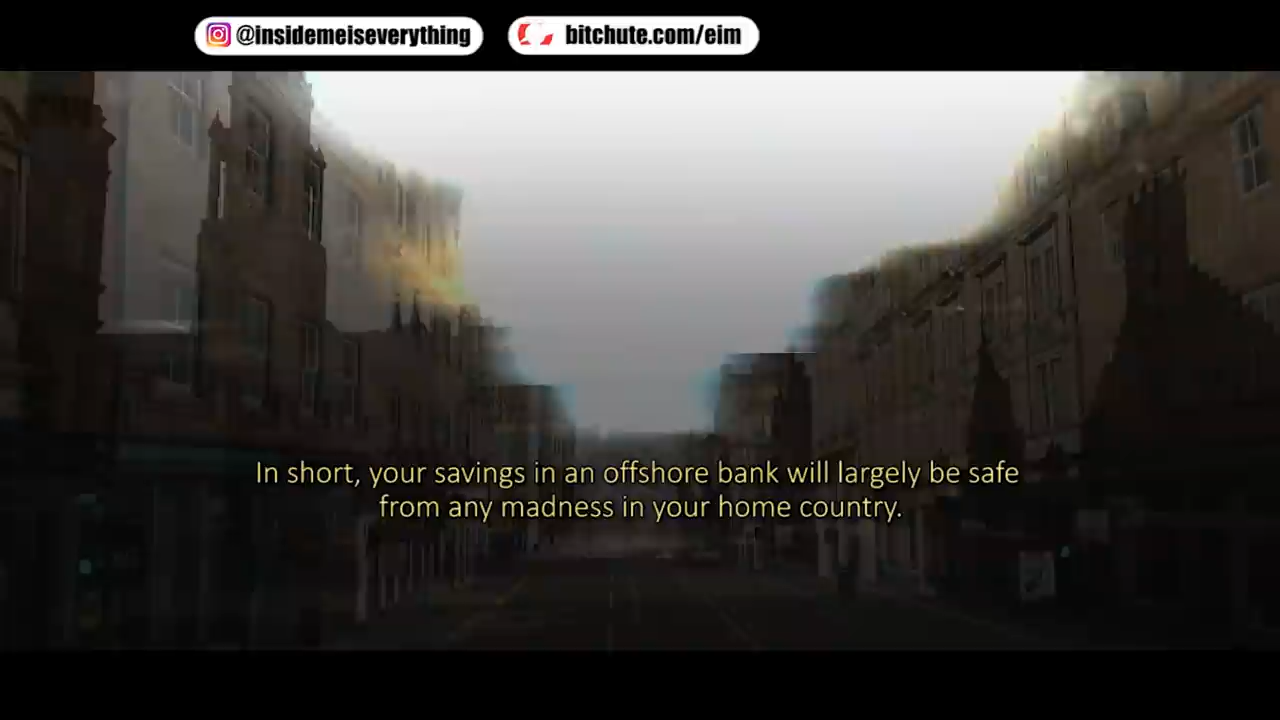 @insidemeiseverything
bitchute.com/eim
In short, your savings in an offshore bank will largely be safe
from any madness in your home country.